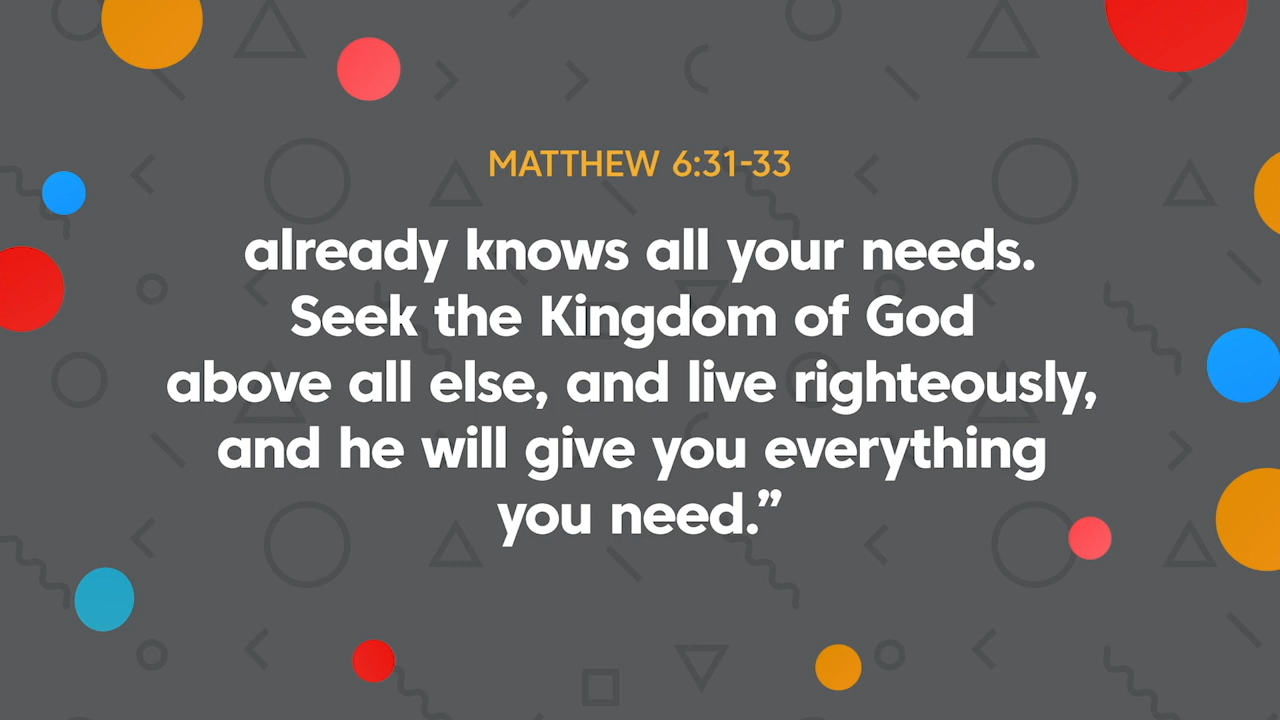 MATTHEW 6:31-33
already knows all your needs.
Seek the Kingdom of God
above all else, and live righteously,
and he will give you everything
you need.”